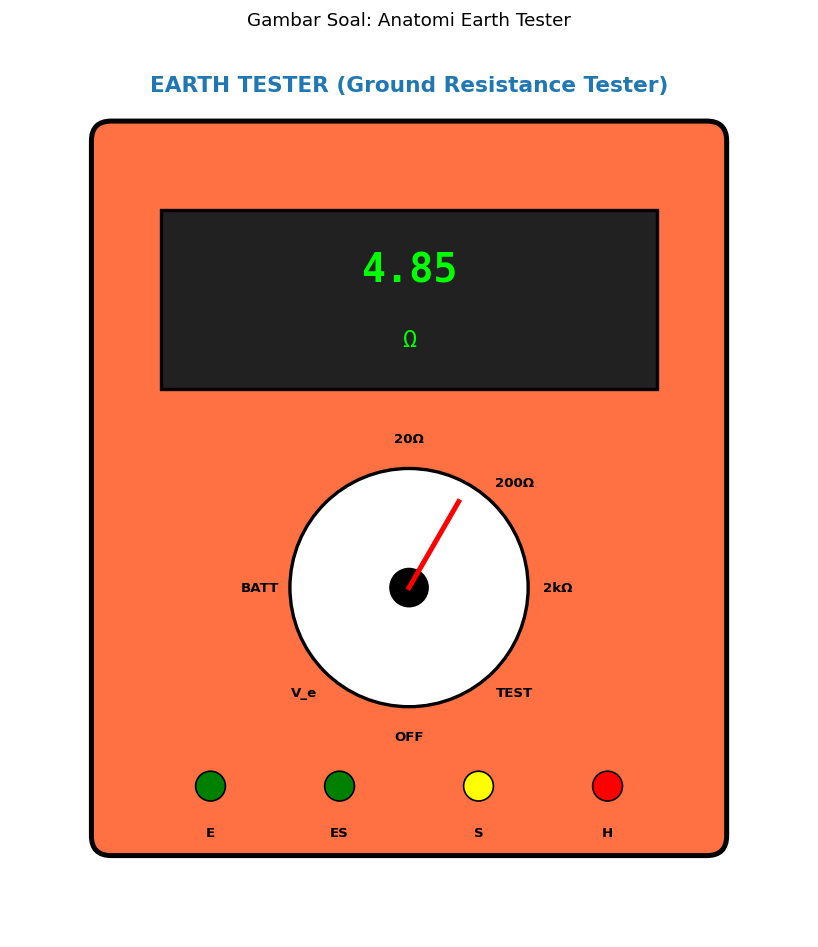 Gambar Soal: Anatomi Earth Tester
EARTH TESTER (Ground Resistance Tester)
4.85
Ω
20Ω
200Ω
BATT
2kΩ
V_e
TEST
OFF
E ES S H